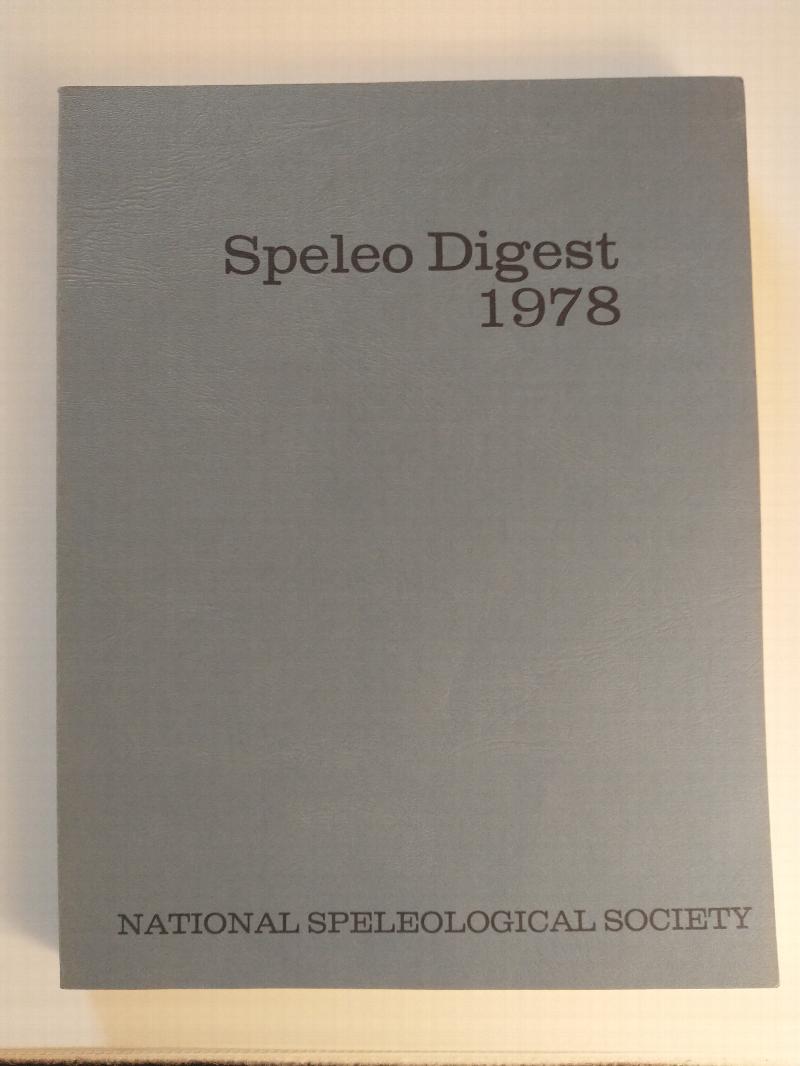 Speleo Digest
1978
NATIONAL SPELEOLOGICAL SOCIETY